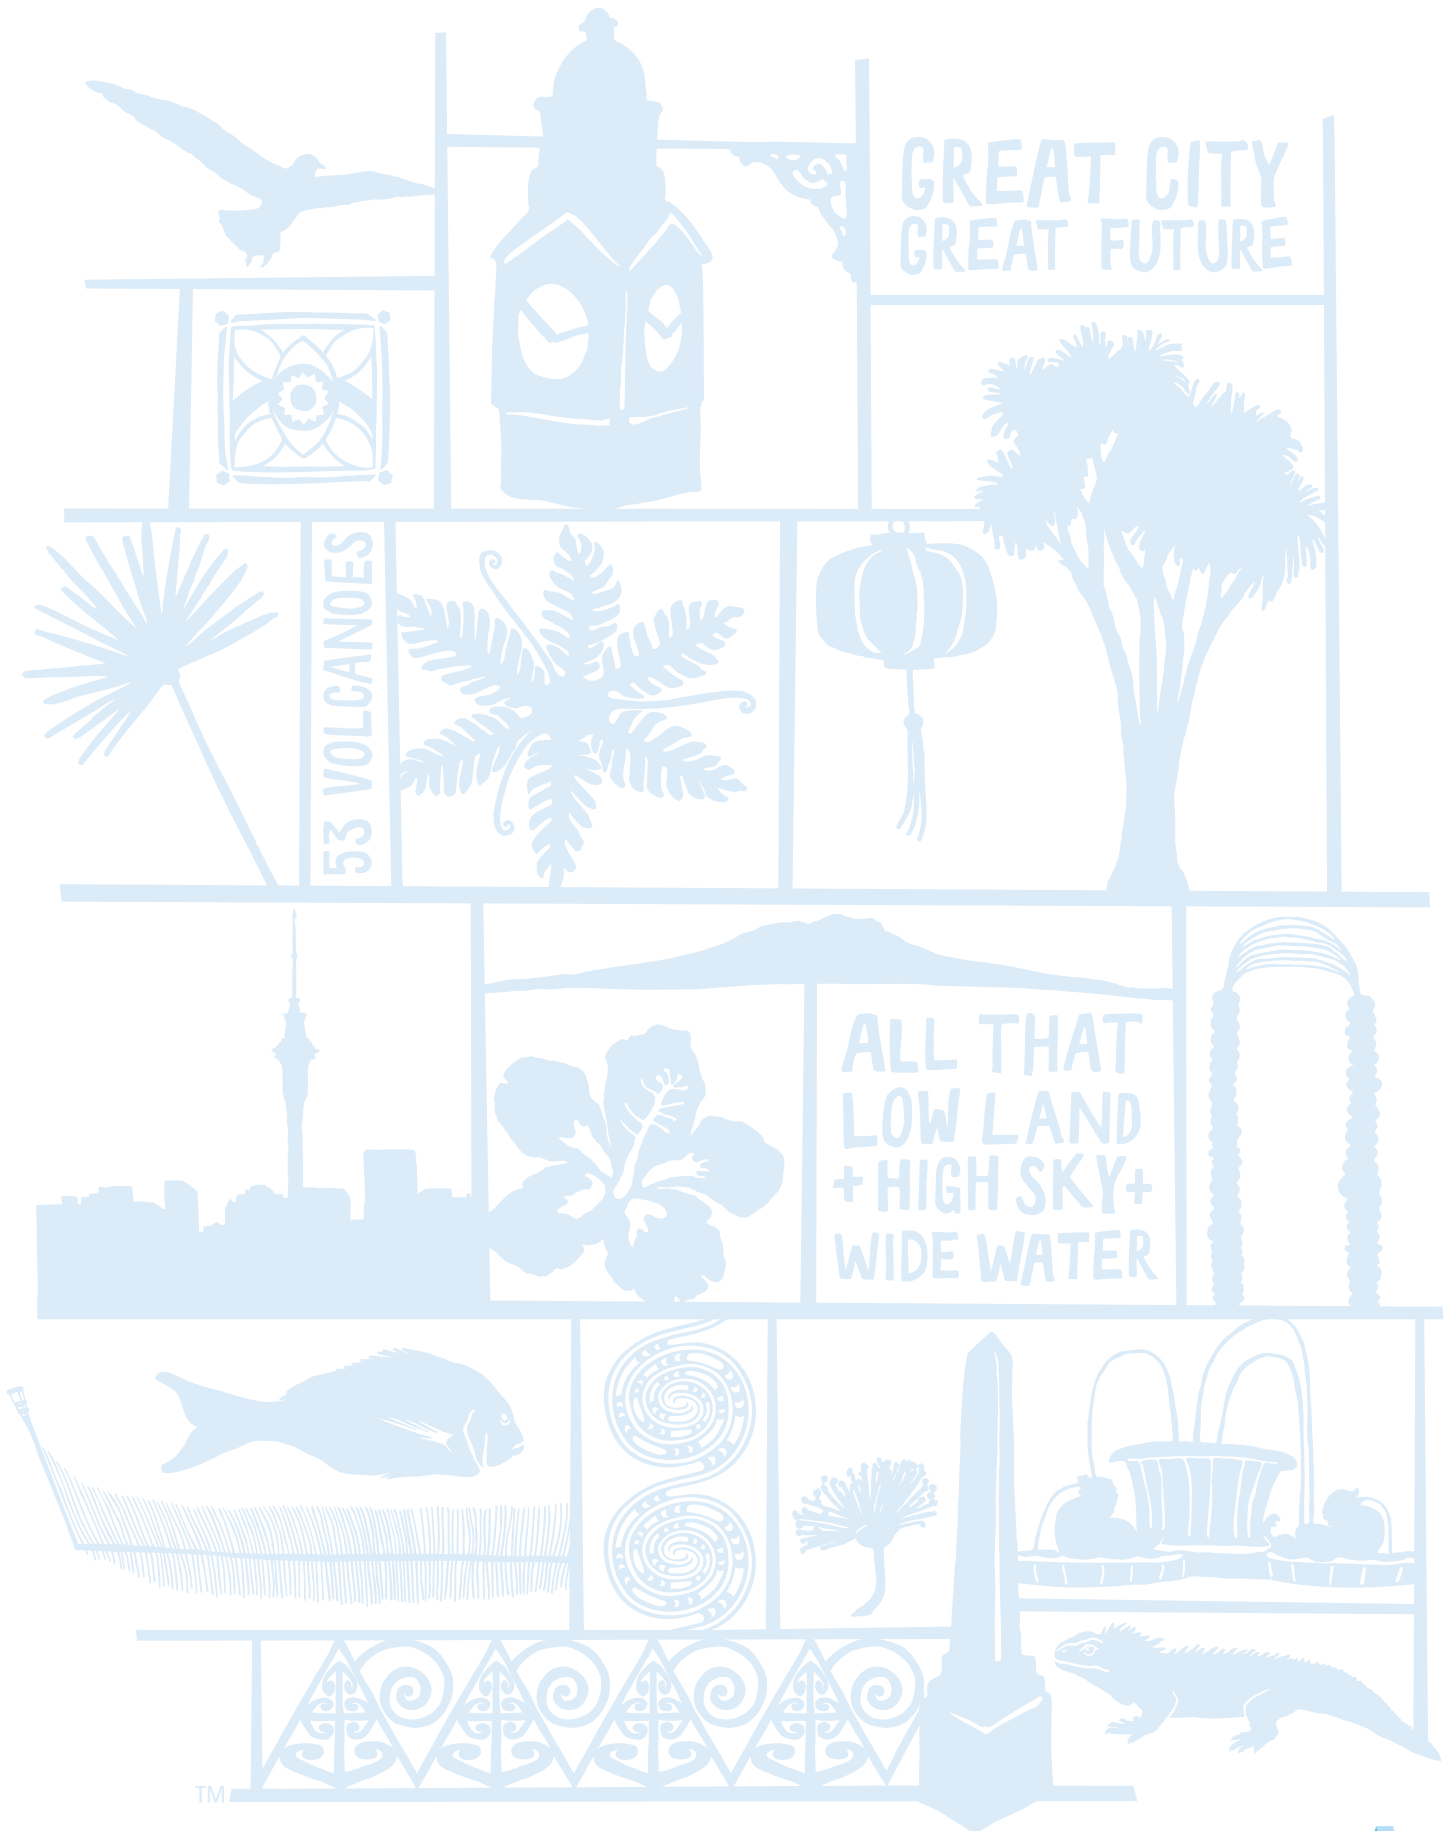 GREAT CITY
GREAT FUTURE
53 VOLCANOES
ALL THAT
LOW LAND
+ HIGH SKY +
WIDE WATER
TM